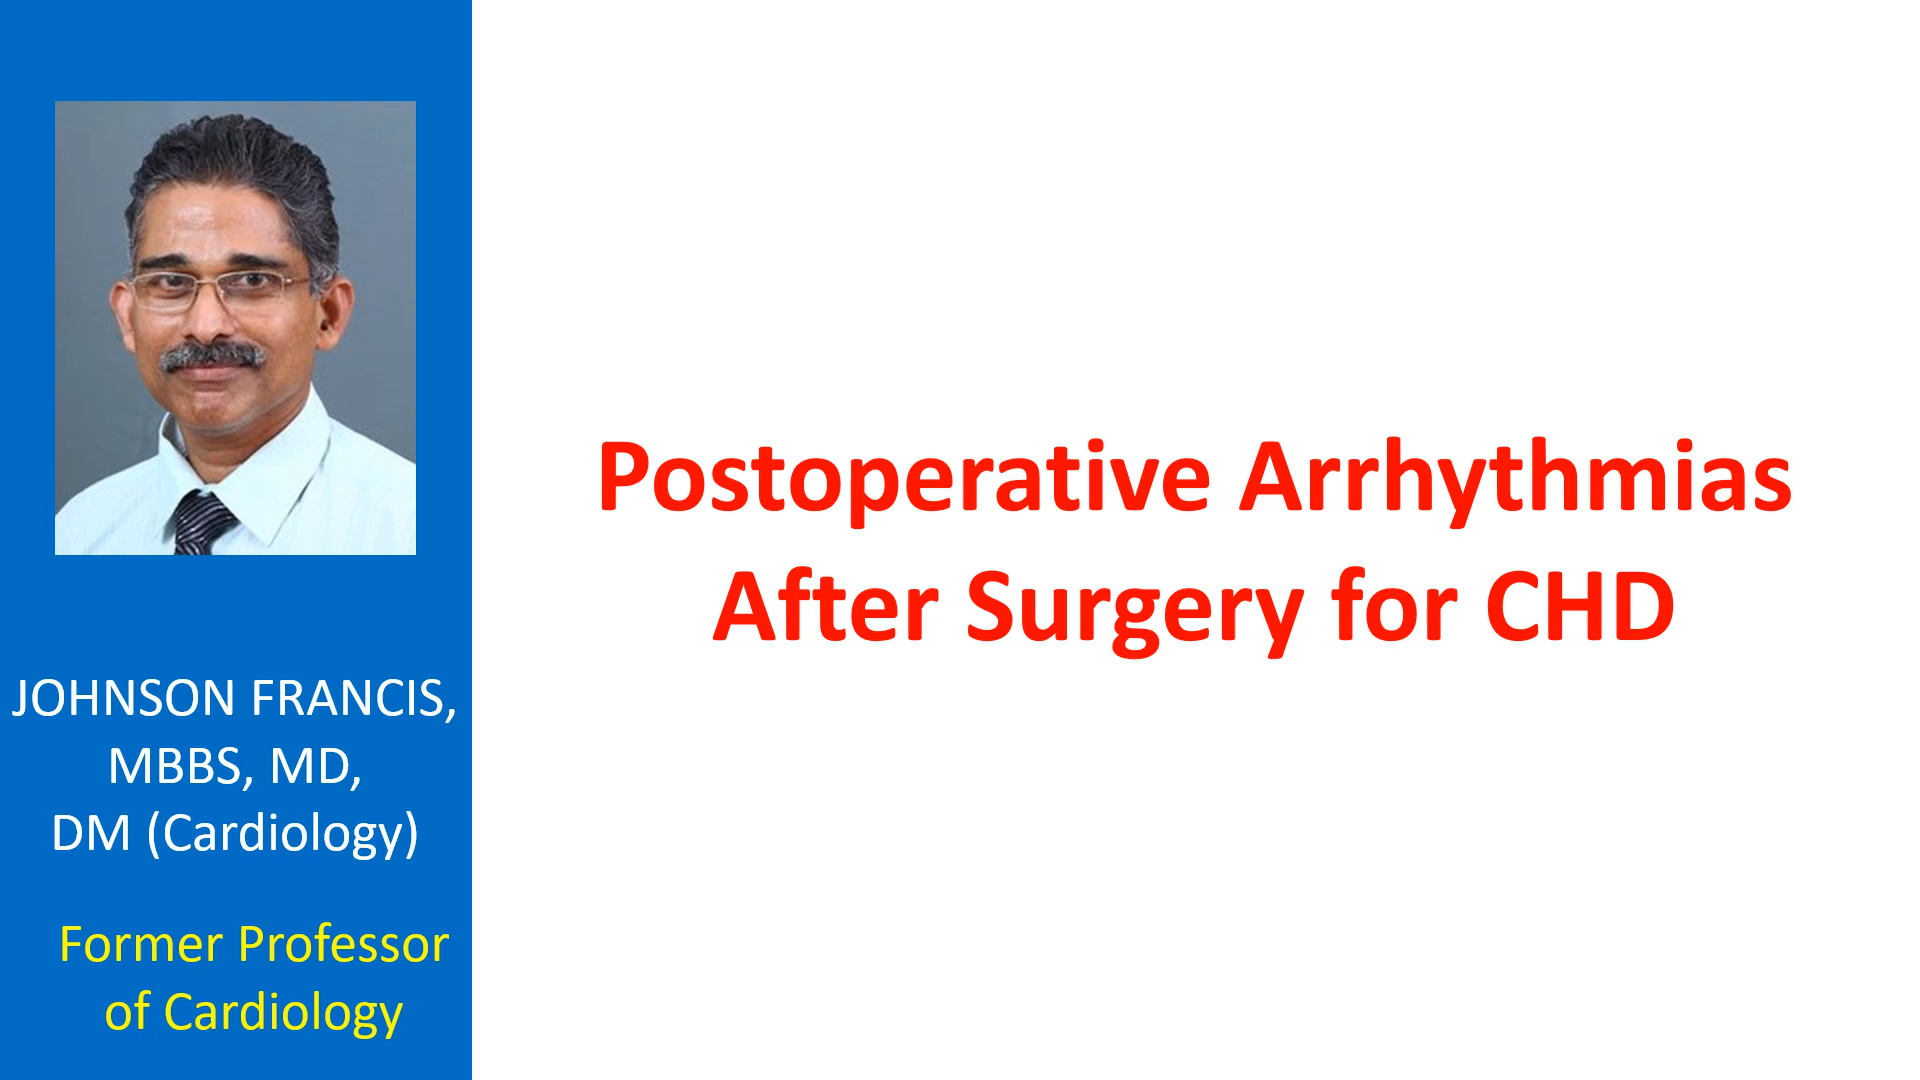 JOHNSON FRANCIS,
MBBS, MD,
DM (Cardiology)
Former Professor
of Cardiology
Postoperative Arrhythmias
After Surgery for CHD